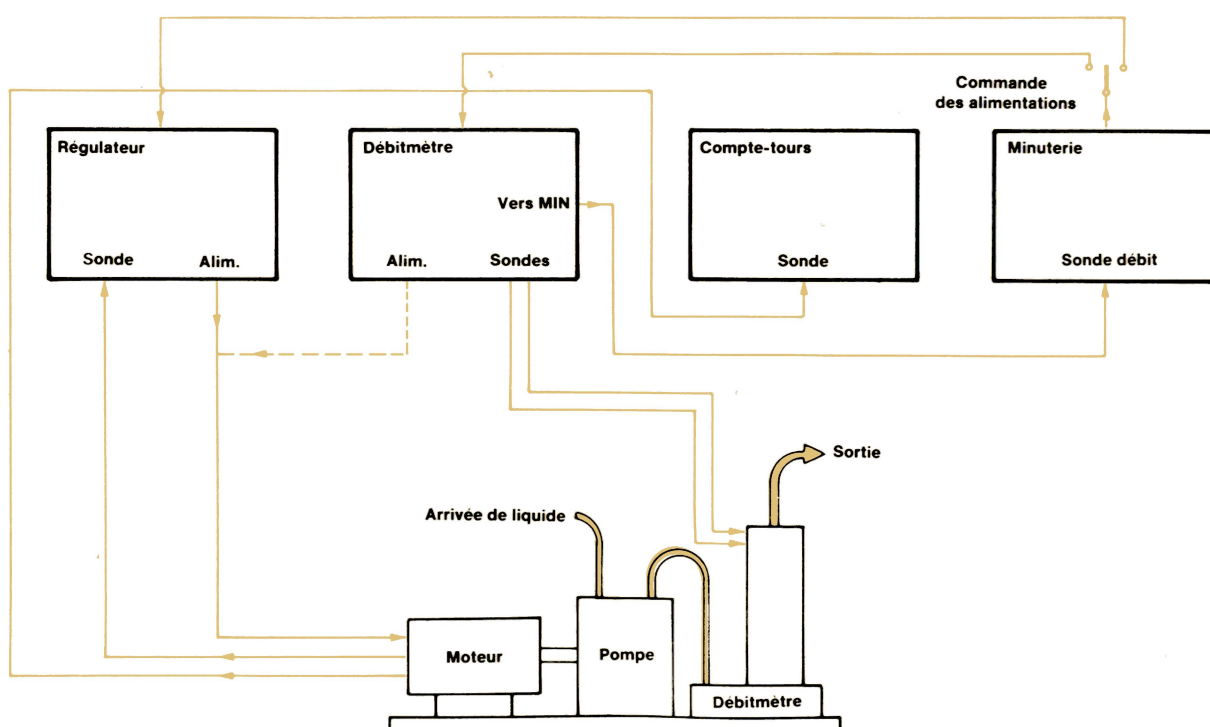 Commande
des alimentations
Régulateur
Débitmètre
Compte-tours
Minuterie
Vers MIN
Sonde
Alim.
Alim.
Sondes
Sonde
Sonde débit
Sortie
Arrivée de liquide
Moteur
Pompe
Débitmètre